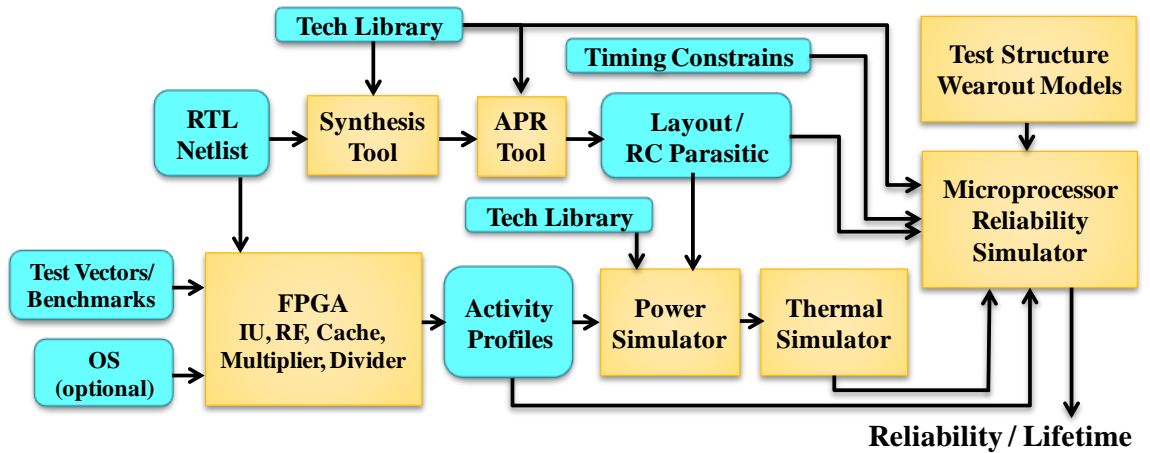 Tech Library
Timing Constrains
Test Structure
Wearout Models
RTL
Netlist
Synthesis
Tool
APR
Tool
Layout /
RC Parasitic
Microprocessor
Reliability
Simulator
Tech Library
Test Vectors/
Benchmarks
OS
(optional)
FPGA
IU, RF, Cache,
Multiplier, Divider
Activity
Profiles
Power
Simulator
Thermal
Simulator
Reliability / Lifetime